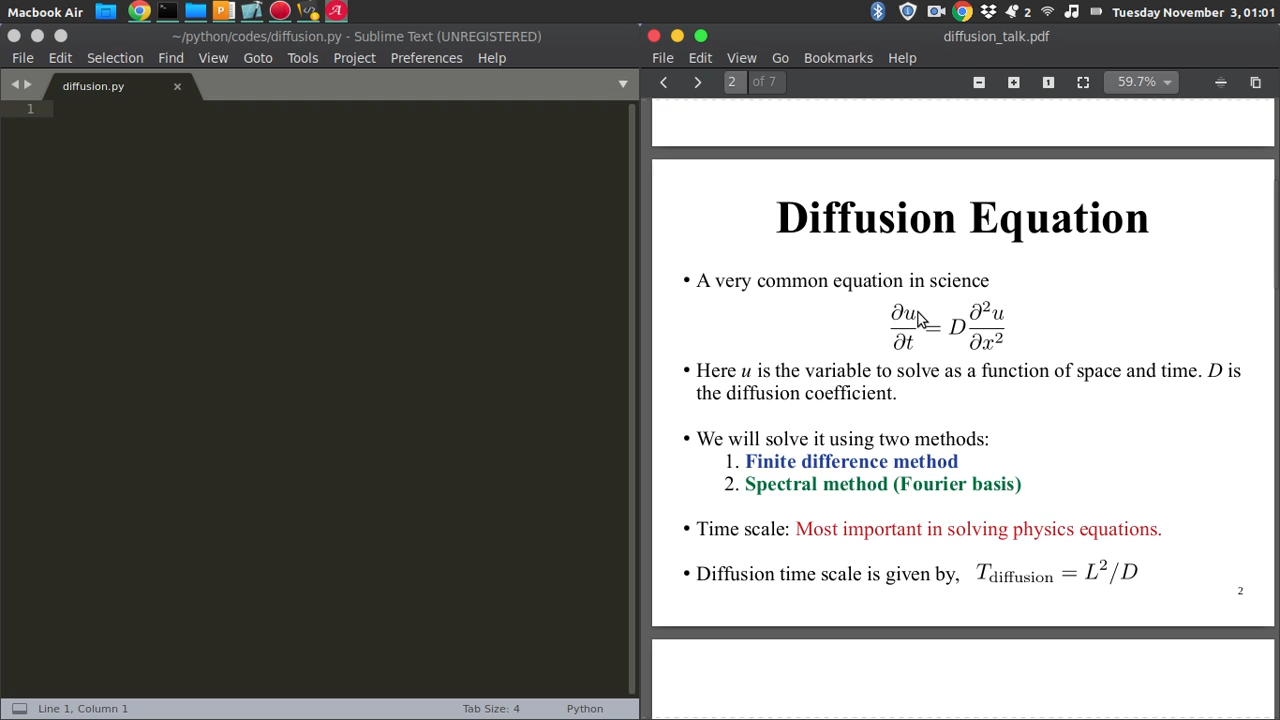 Macbook Air
2
Tuesday November 3, 01:01
~/python/codes/diffusion.py - Sublime Text (UNREGISTERED)
File Edit Selection Find View Goto Tools Project Preferences Help
diffusion.py
1
Line 1, Column 1
Tab Size: 4
Python
diffusion_talk.pdf
File Edit View Go Bookmarks Help
2 of 7
1
59.7%
Diffusion Equation
• A very common equation in science
∂u/∂t = D ∂²u/∂x²
• Here u is the variable to solve as a function of space and time. D is
the diffusion coefficient.
• We will solve it using two methods:
1. Finite difference method
2. Spectral method (Fourier basis)
• Time scale: Most important in solving physics equations.
• Diffusion time scale is given by, T_diffusion = L²/D
2